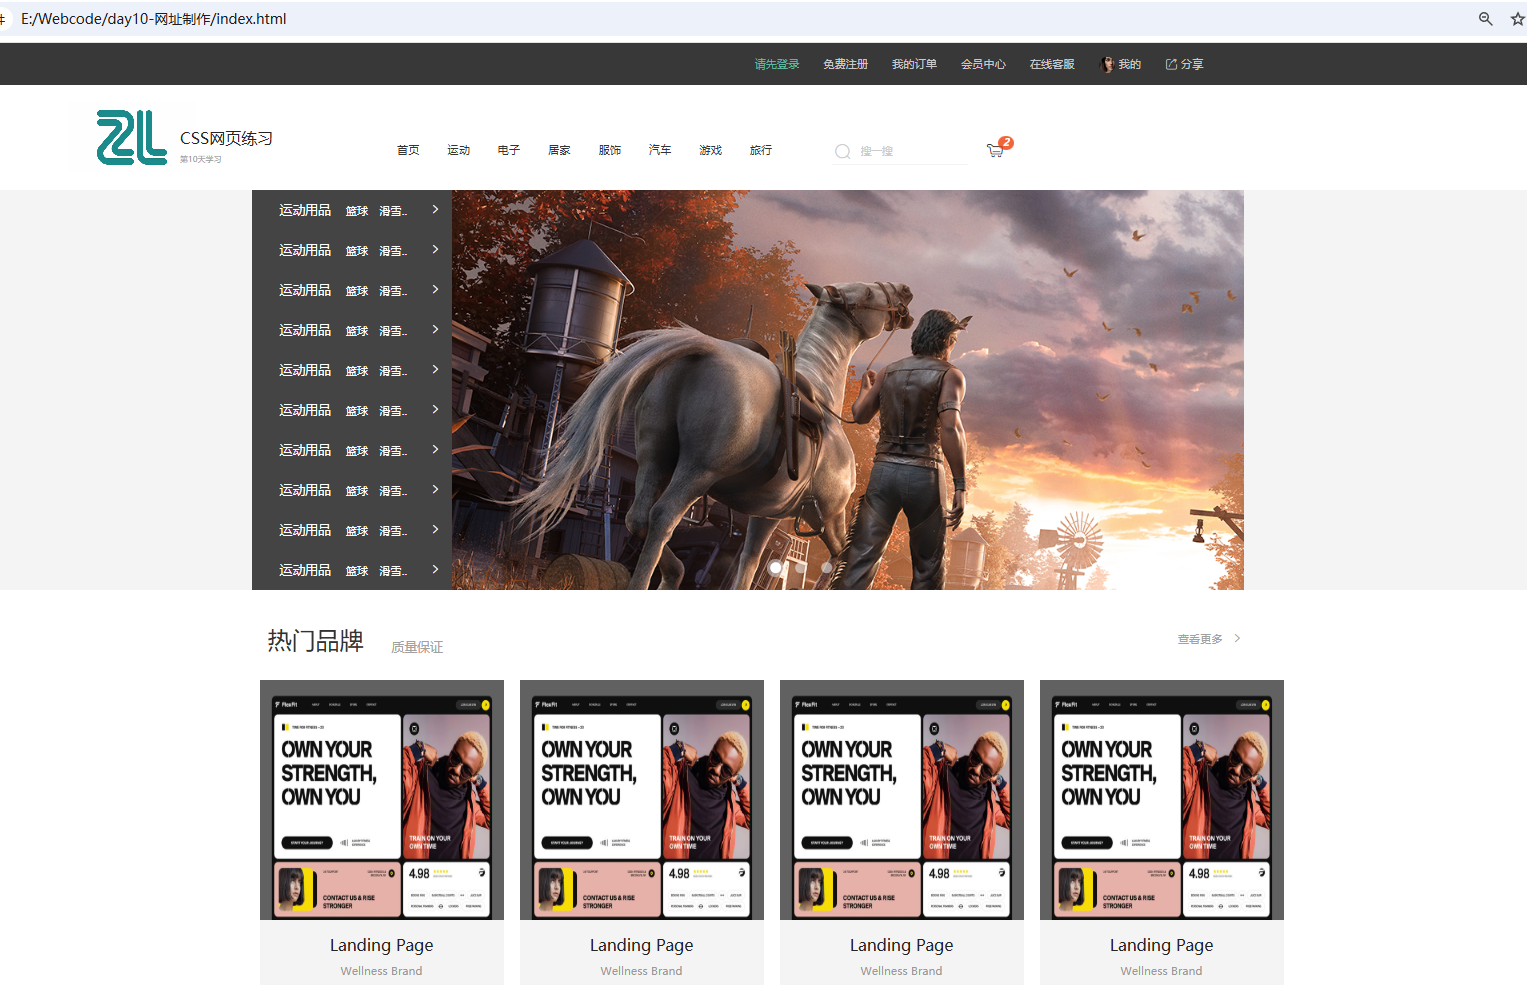 E:/Webcode/day10-网址制作/index.html
请先登录 免费注册 我的订单 会员中心 在线客服 我的 分享
ZL
CSS网页练习
第10天学习
首页 运动 电子 居家 服饰 汽车 游戏 旅行
搜一搜
2
运动用品 篮球 滑雪..
运动用品 篮球 滑雪..
运动用品 篮球 滑雪..
运动用品 篮球 滑雪..
运动用品 篮球 滑雪..
运动用品 篮球 滑雪..
运动用品 篮球 滑雪..
运动用品 篮球 滑雪..
运动用品 篮球 滑雪..
运动用品 篮球 滑雪..
热门品牌 质量保证 查看更多
FlexFit
OWN YOUR
STRENGTH,
OWN YOU
TRAIN ON YOUR
OWN TIME
CONTACT US & RISE
STRONGER
4.98
Landing Page
Wellness Brand
FlexFit
OWN YOUR
STRENGTH,
OWN YOU
TRAIN ON YOUR
OWN TIME
CONTACT US & RISE
STRONGER
4.98
Landing Page
Wellness Brand
FlexFit
OWN YOUR
STRENGTH,
OWN YOU
TRAIN ON YOUR
OWN TIME
CONTACT US & RISE
STRONGER
4.98
Landing Page
Wellness Brand
FlexFit
OWN YOUR
STRENGTH,
OWN YOU
TRAIN ON YOUR
OWN TIME
CONTACT US & RISE
STRONGER
4.98
Landing Page
Wellness Brand